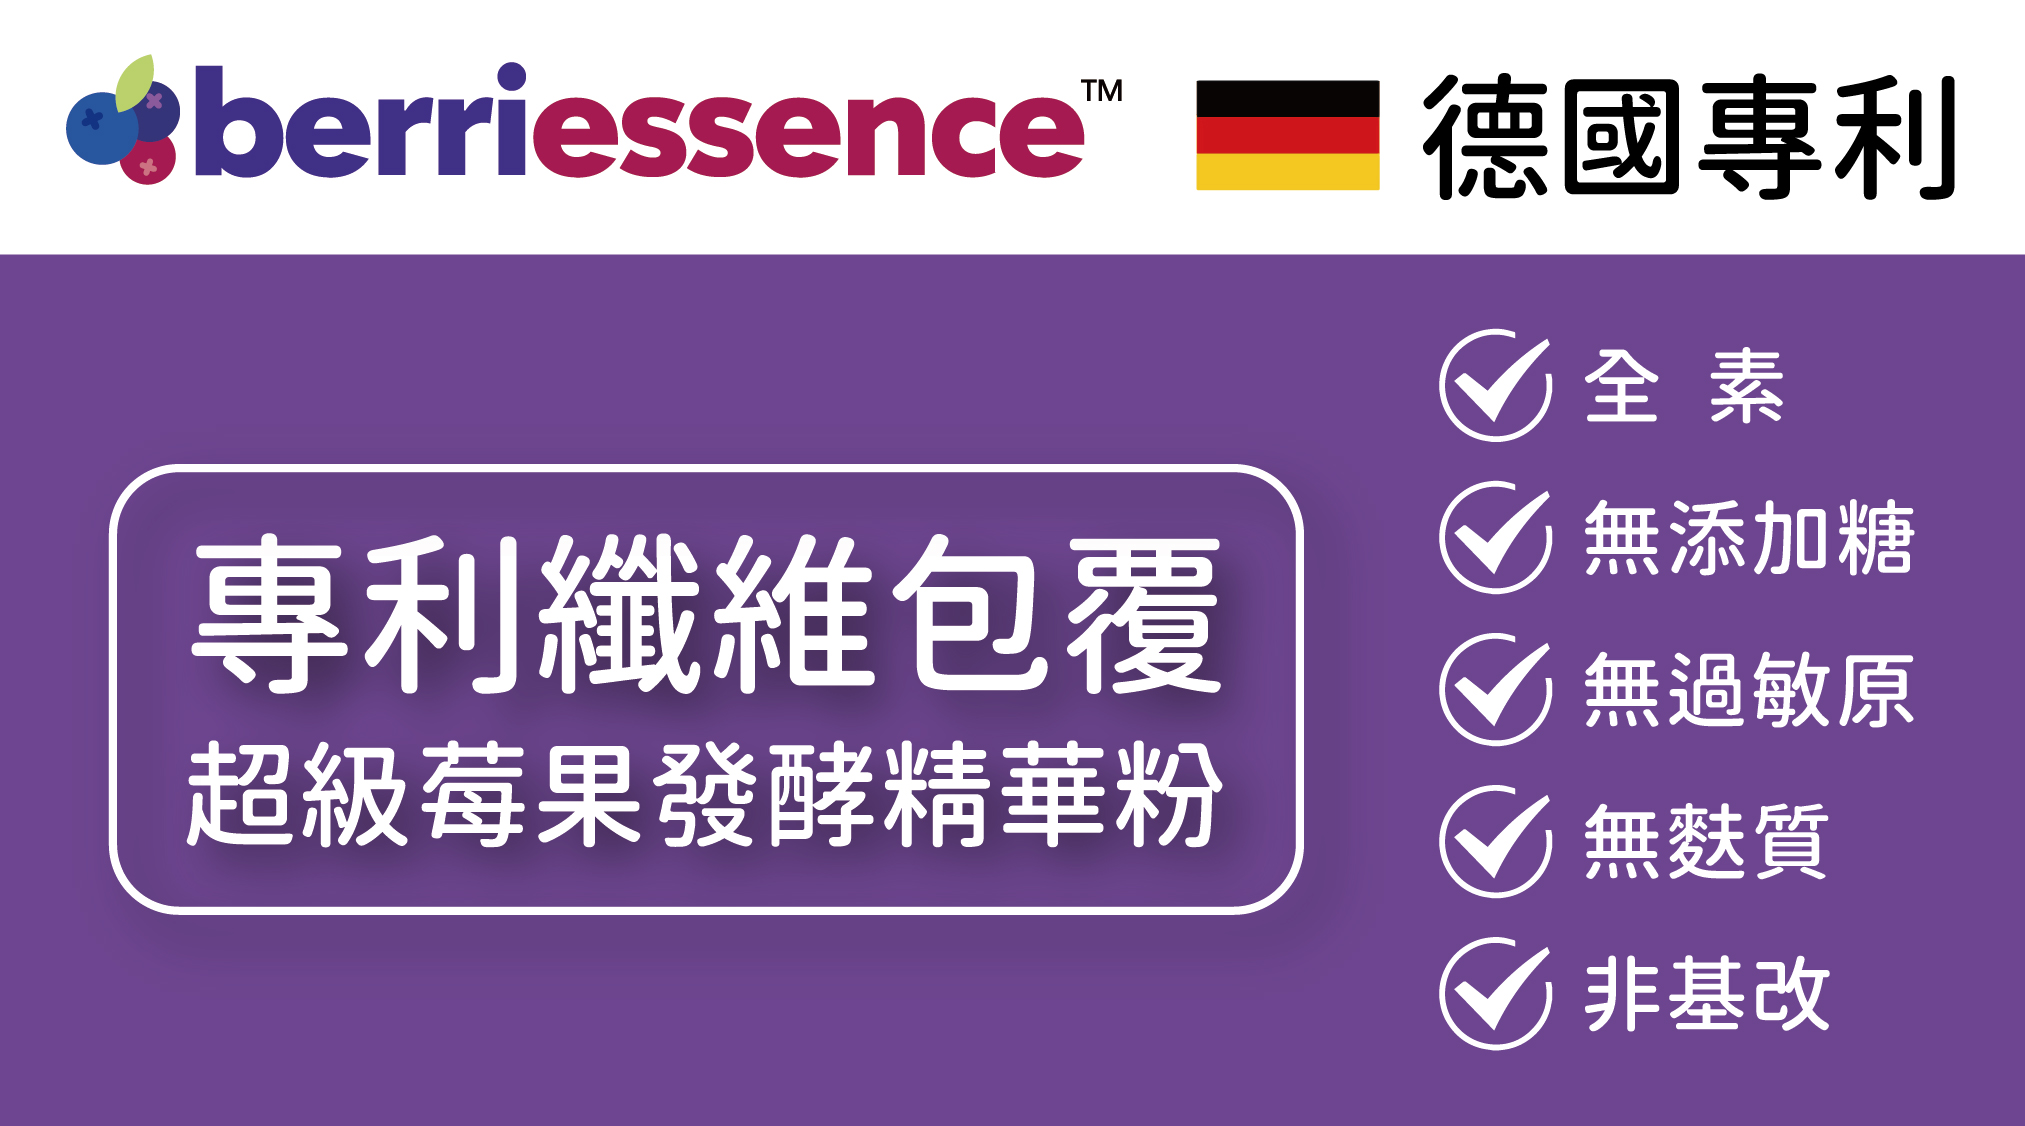 berriessence™ 德國專利
專利纖維包覆
超級莓果發酵精華粉
全 素
無添加糖
無過敏原
無麩質
非基改